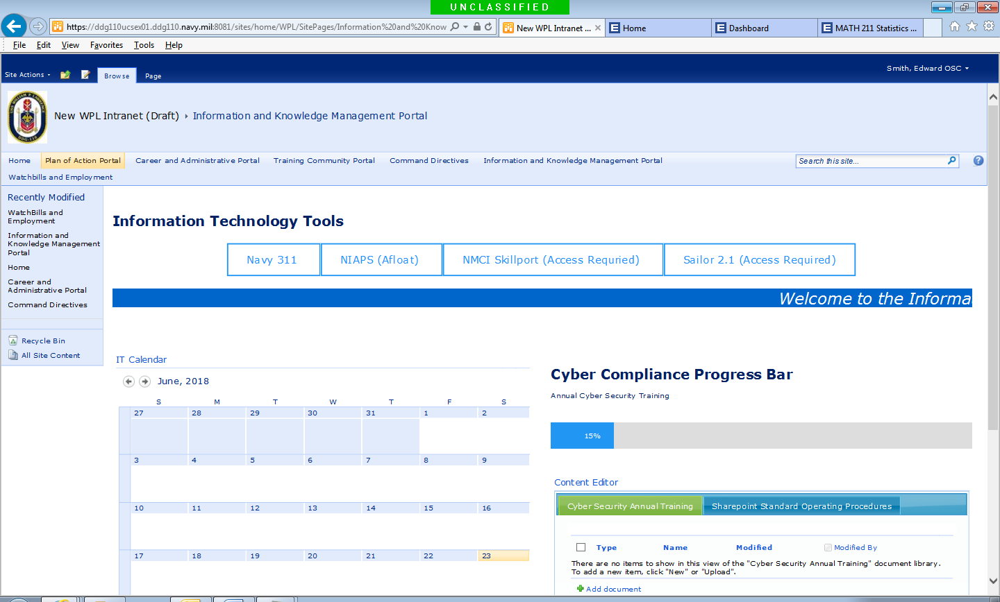 UNCLASSIFIED
https://ddg110ucsex01.ddg110.navy.mil:8081/sites/home/WPL/SitePages/Information%20and%20Know
New WPL Intranet ...
Home
Dashboard
MATH 211 Statistics ...
File Edit View Favorites Tools Help
Site Actions
Browse
Page
Smith, Edward OSC
New WPL Intranet (Draft) Information and Knowledge Management Portal
Home Plan of Action Portal Career and Administrative Portal Training Community Portal Command Directives Information and Knowledge Management Portal
Search this site...
Watchbills and Employment
Recently Modified
WatchBills and
Employment
Information and
Knowledge Management
Portal
Home
Career and
Administrative Portal
Command Directives
Recycle Bin
All Site Content
Information Technology Tools
Navy 311 NIAPS (Afloat) NMCI Skillport (Access Requried) Sailor 2.1 (Access Required)
Welcome to the Informa
IT Calendar
June, 2018
S M T W T F S
27 28 29 30 31 1 2
3 4 5 6 7 8 9
10 11 12 13 14 15 16
17 18 19 20 21 22 23
Cyber Compliance Progress Bar
Annual Cyber Security Training
15%
Content Editor
Cyber Security Annual Training Sharepoint Standard Operating Procedures
Type Name Modified Modified By
There are no items to show in this view of the "Cyber Security Annual Training" document library.
To add a new item, click "New" or "Upload".
Add document